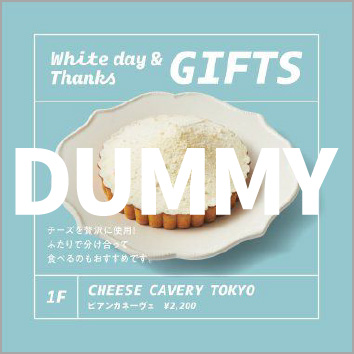 White day &
Thanks
GIFTS
DUMMY
チーズを贅沢に使用!
ふたりで分け合って
食べるのもおすすめです。
1F
CHEESE CAVERY TOKYO
ビアンカネーヴェ ¥2,200